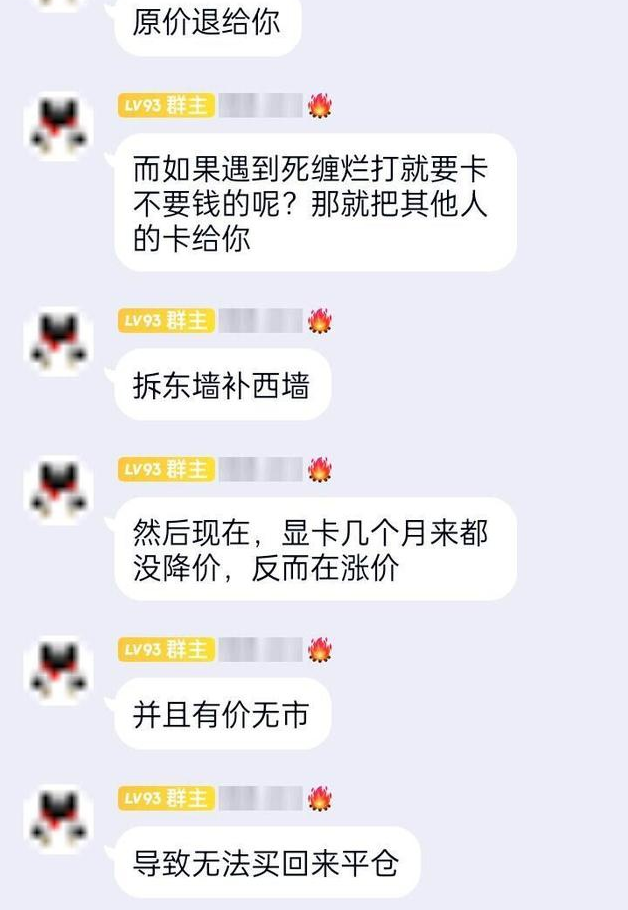 原价退给你
LV93 群主
而如果遇到死缠烂打就要卡
不要钱的呢？那就把其他人
的卡给你
LV93 群主
拆东墙补西墙
LV93 群主
然后现在，显卡几个月来都
没降价，反而在涨价
LV93 群主
并且有价无市
LV93 群主
导致无法买回来平仓